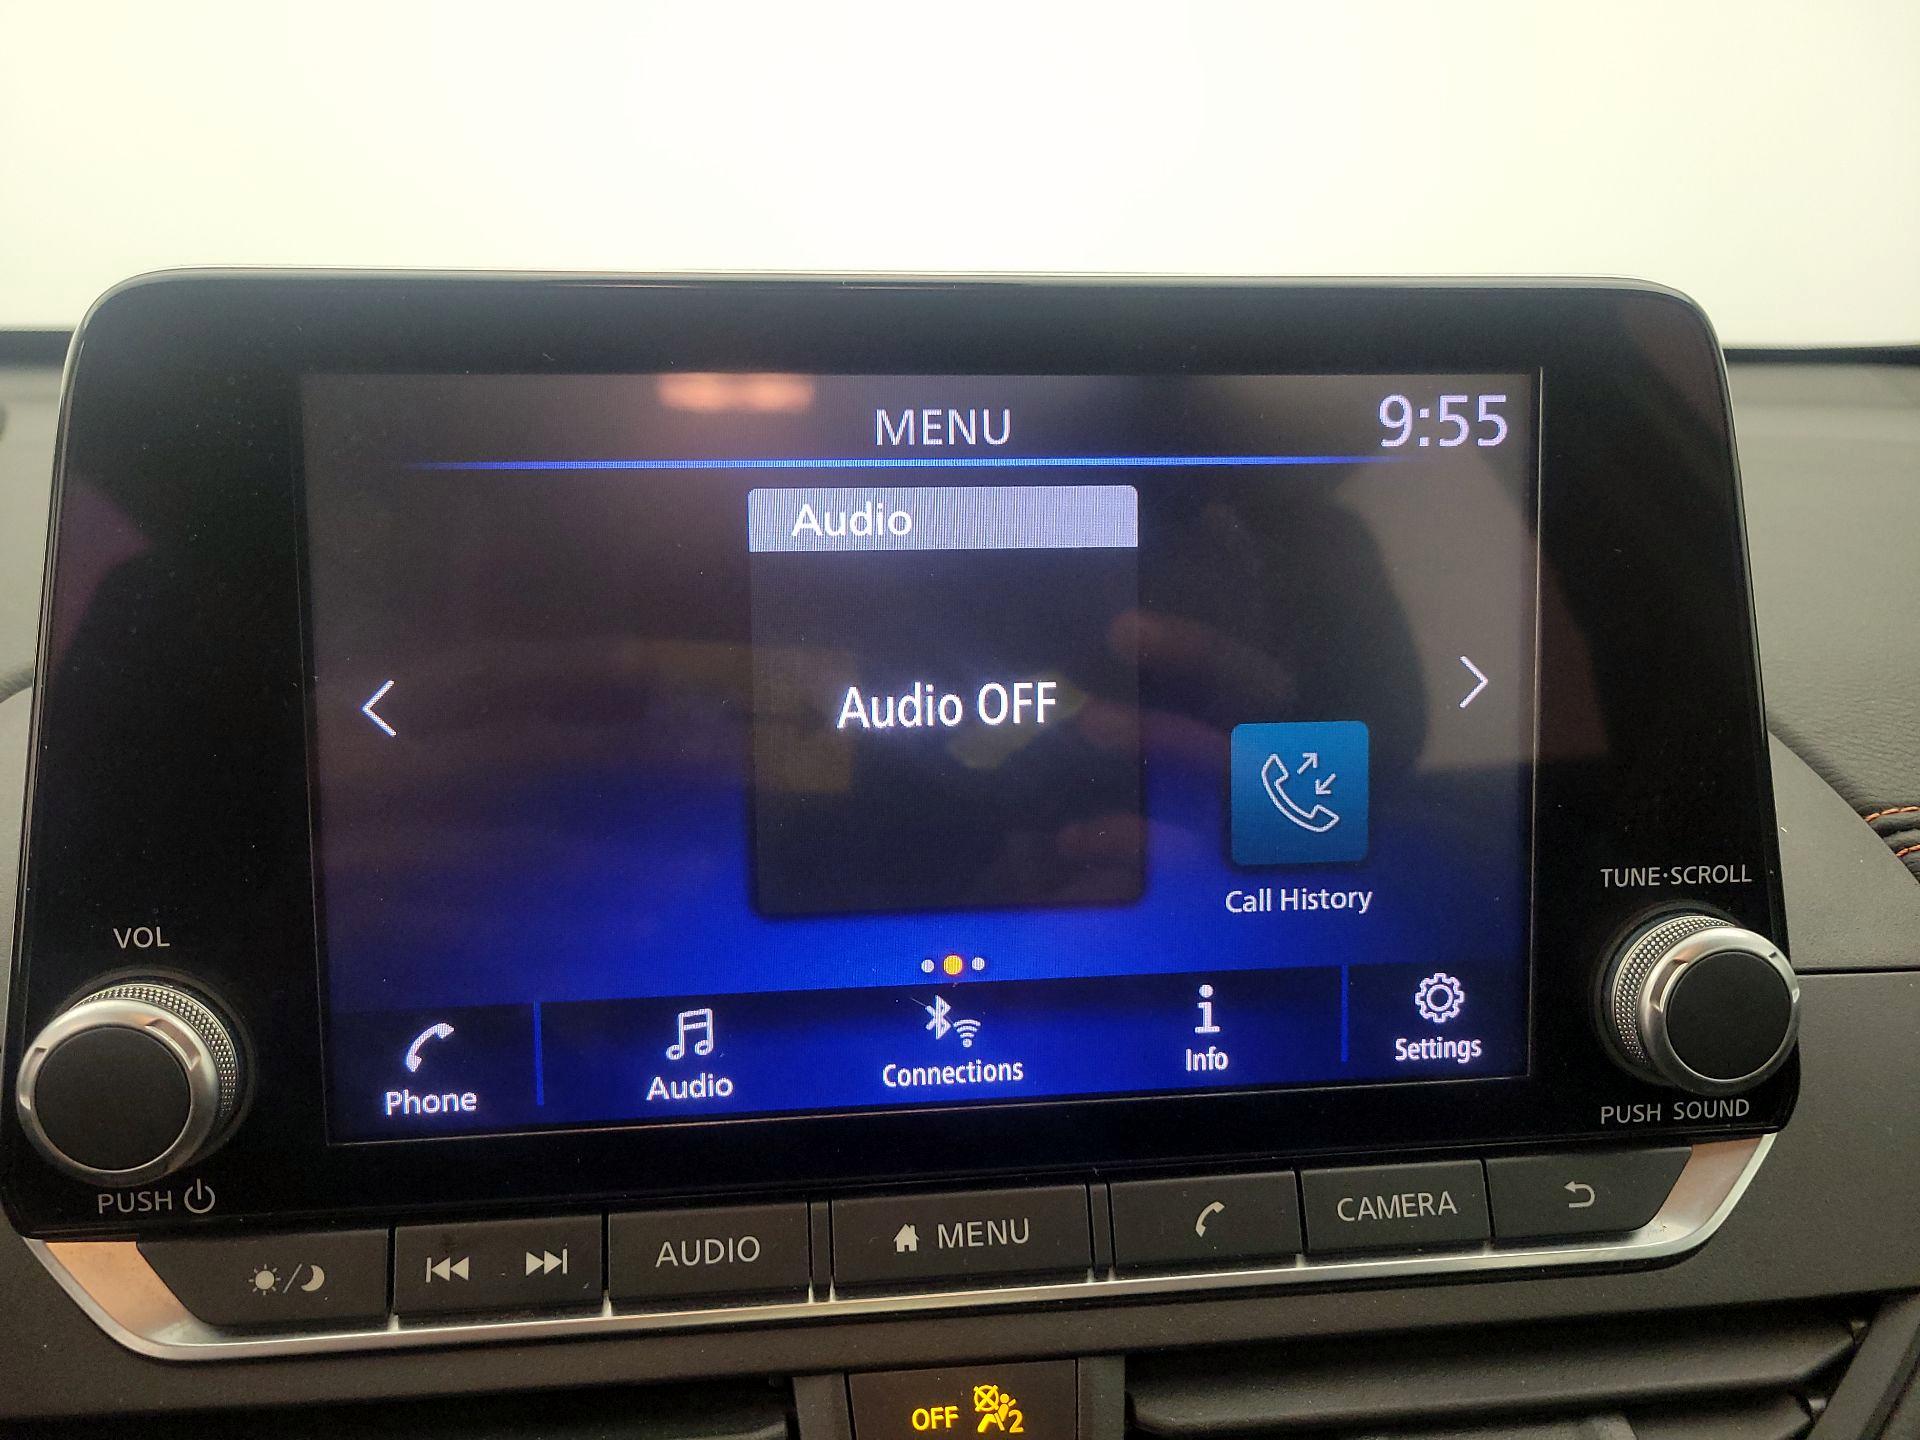 MENU
9:55
Audio
Audio OFF
Call History
Phone
Audio
Connections
Info
Settings
VOL
PUSH
TUNE·SCROLL
PUSH SOUND
AUDIO
MENU
CAMERA
OFF
2